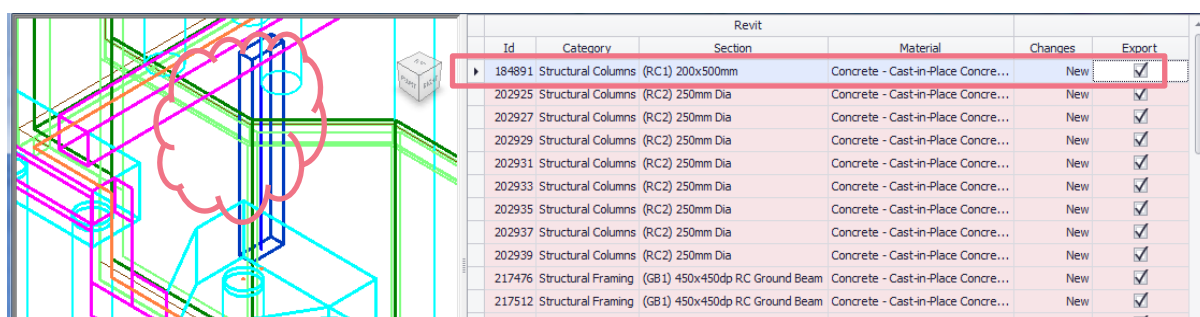 Revit
Id Category Section Material Changes Export
184891 Structural Columns (RC1) 200x500mm Concrete - Cast-in-Place Concre... New
202925 Structural Columns (RC2) 250mm Dia Concrete - Cast-in-Place Concre... New
202927 Structural Columns (RC2) 250mm Dia Concrete - Cast-in-Place Concre... New
202929 Structural Columns (RC2) 250mm Dia Concrete - Cast-in-Place Concre... New
202931 Structural Columns (RC2) 250mm Dia Concrete - Cast-in-Place Concre... New
202933 Structural Columns (RC2) 250mm Dia Concrete - Cast-in-Place Concre... New
202935 Structural Columns (RC2) 250mm Dia Concrete - Cast-in-Place Concre... New
202937 Structural Columns (RC2) 250mm Dia Concrete - Cast-in-Place Concre... New
202939 Structural Columns (RC2) 250mm Dia Concrete - Cast-in-Place Concre... New
217476 Structural Framing (GB1) 450x450dp RC Ground Beam Concrete - Cast-in-Place Concre... New
217512 Structural Framing (GB1) 450x450dp RC Ground Beam Concrete - Cast-in-Place Concre... New